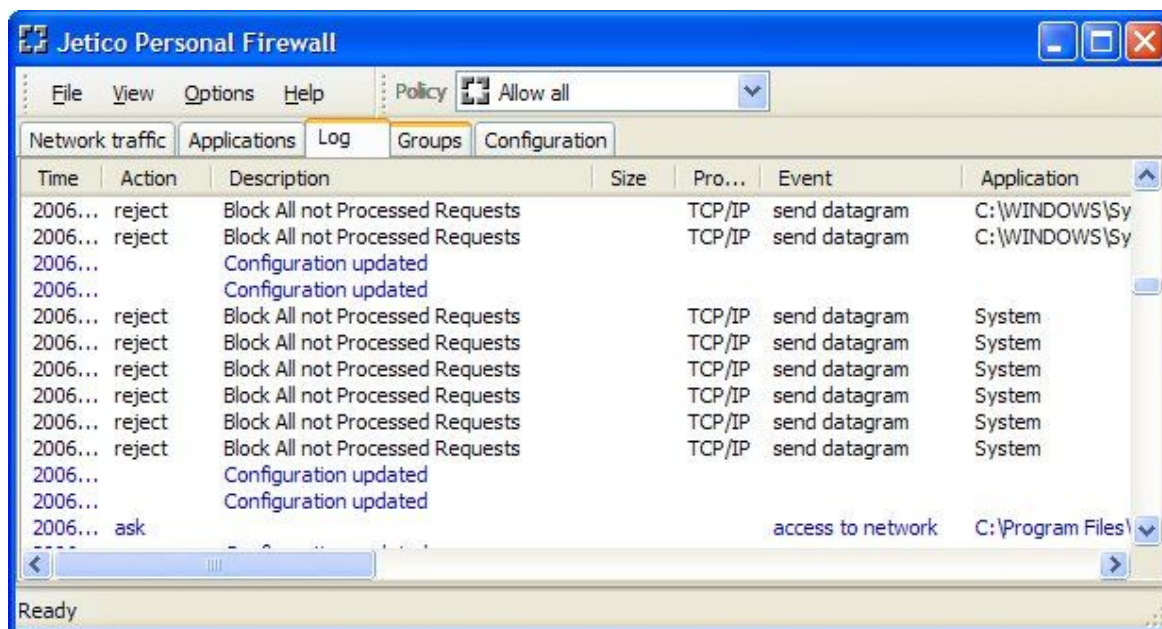 Jetico Personal Firewall
File View Options Help Policy Allow all
Network traffic Applications Log Groups Configuration
Time Action Description Size Pro... Event Application
2006... reject Block All not Processed Requests TCP/IP send datagram C:\WINDOWS\Sy
2006... reject Block All not Processed Requests TCP/IP send datagram C:\WINDOWS\Sy
2006... Configuration updated
2006... Configuration updated
2006... reject Block All not Processed Requests TCP/IP send datagram System
2006... reject Block All not Processed Requests TCP/IP send datagram System
2006... reject Block All not Processed Requests TCP/IP send datagram System
2006... reject Block All not Processed Requests TCP/IP send datagram System
2006... reject Block All not Processed Requests TCP/IP send datagram System
2006... reject Block All not Processed Requests TCP/IP send datagram System
2006... Configuration updated
2006... Configuration updated
2006... ask access to network C:\Program Files\
Ready